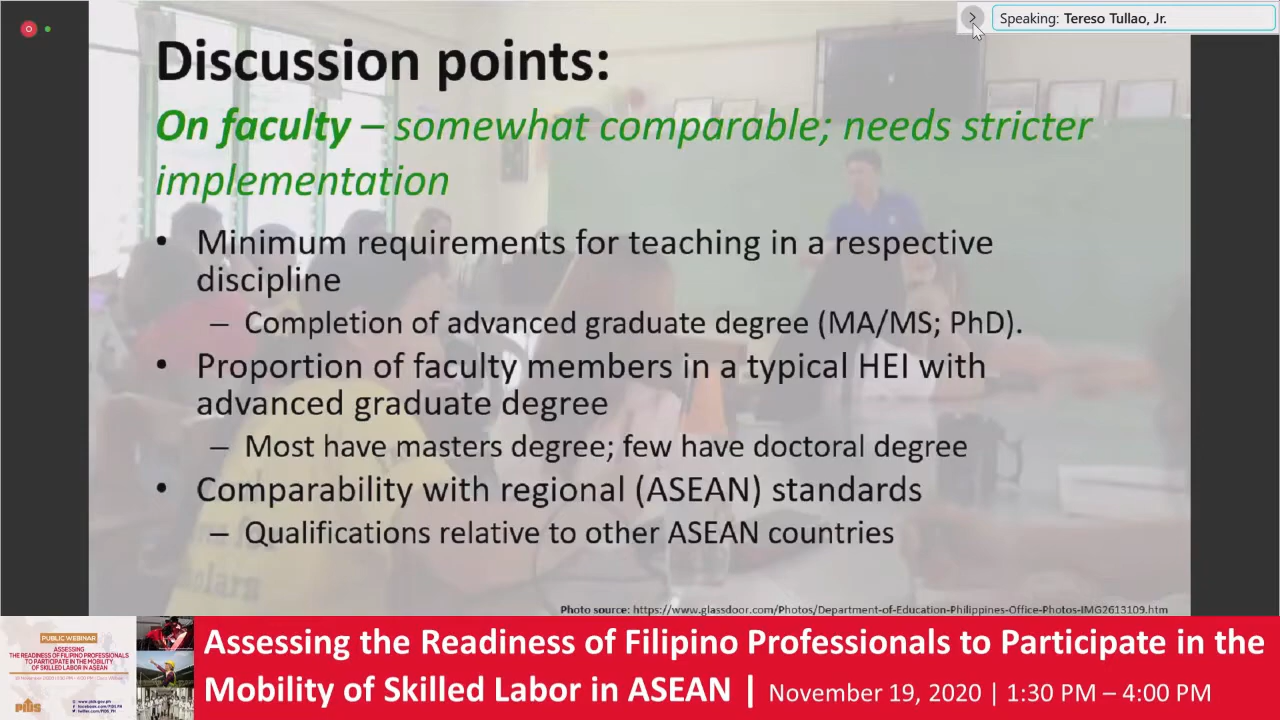 Speaking: Tereso Tullao, Jr.
Discussion points:
On faculty – somewhat comparable; needs stricter
implementation
• Minimum requirements for teaching in a respective
discipline
– Completion of advanced graduate degree (MA/MS; PhD).
• Proportion of faculty members in a typical HEI with
advanced graduate degree
– Most have masters degree; few have doctoral degree
• Comparability with regional (ASEAN) standards
– Qualifications relative to other ASEAN countries
Photo source: https://www.glassdoor.com/Photos/Department-of-Education-Philippines-Office-Photos-IMG2613109.htm
PUBLIC WEBINAR
ASSESSING
THE READINESS OF FILIPINO PROFESSIONALS
TO PARTICIPATE IN THE MOBILITY
OF SKILLED LABOR IN ASEAN
Assessing the Readiness of Filipino Professionals to Participate in the
Mobility of Skilled Labor in ASEAN | November 19, 2020 | 1:30 PM – 4:00 PM